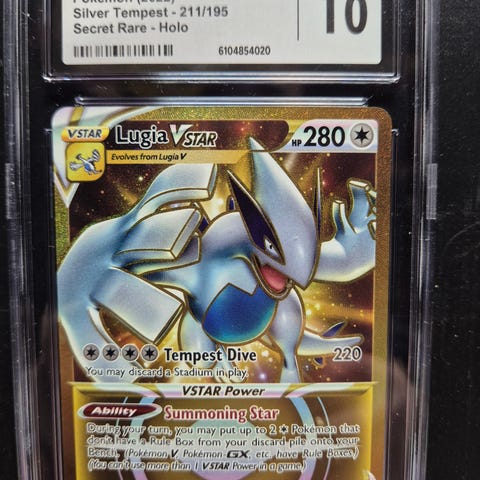 Pokémon (2022)
Silver Tempest - 211/195
Secret Rare - Holo
10
6104854020
VSTAR
Lugia VSTAR
HP 280
Evolves from Lugia V
Tempest Dive 220
You may discard a Stadium in play.
VSTAR Power
Ability Summoning Star
During your turn, you may put up to 2 Pokémon that
don't have a Rule Box from your discard pile onto your
Bench. (Pokémon V, Pokémon-GX, etc. have Rule Boxes.)
(You can't use more than 1 VSTAR Power in a game.)